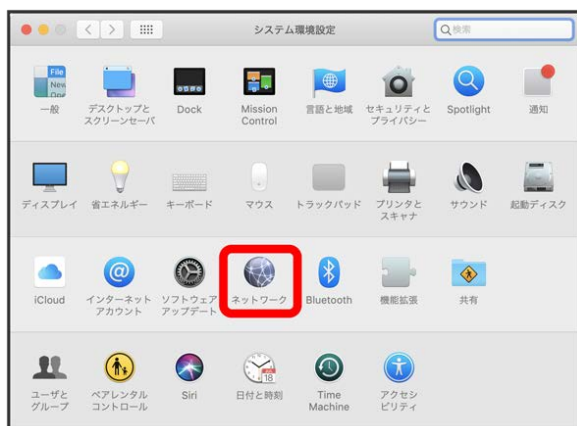 システム環境設定
検索
File
New
Ope
一般
デスクトップと
スクリーンセーバ
Dock
Mission
Control
言語と地域
セキュリティと
プライバシー
Spotlight
通知
ディスプレイ
省エネルギー
キーボード
マウス
トラックパッド
プリンタと
スキャナ
サウンド
起動ディスク
iCloud
@
インターネット
アカウント
ソフトウェア
アップデート
ネットワーク
Bluetooth
機能拡張
共有
ユーザと
グループ
ペアレンタル
コントロール
Siri
18
日付と時刻
Time
Machine
アクセシ
ビリティ